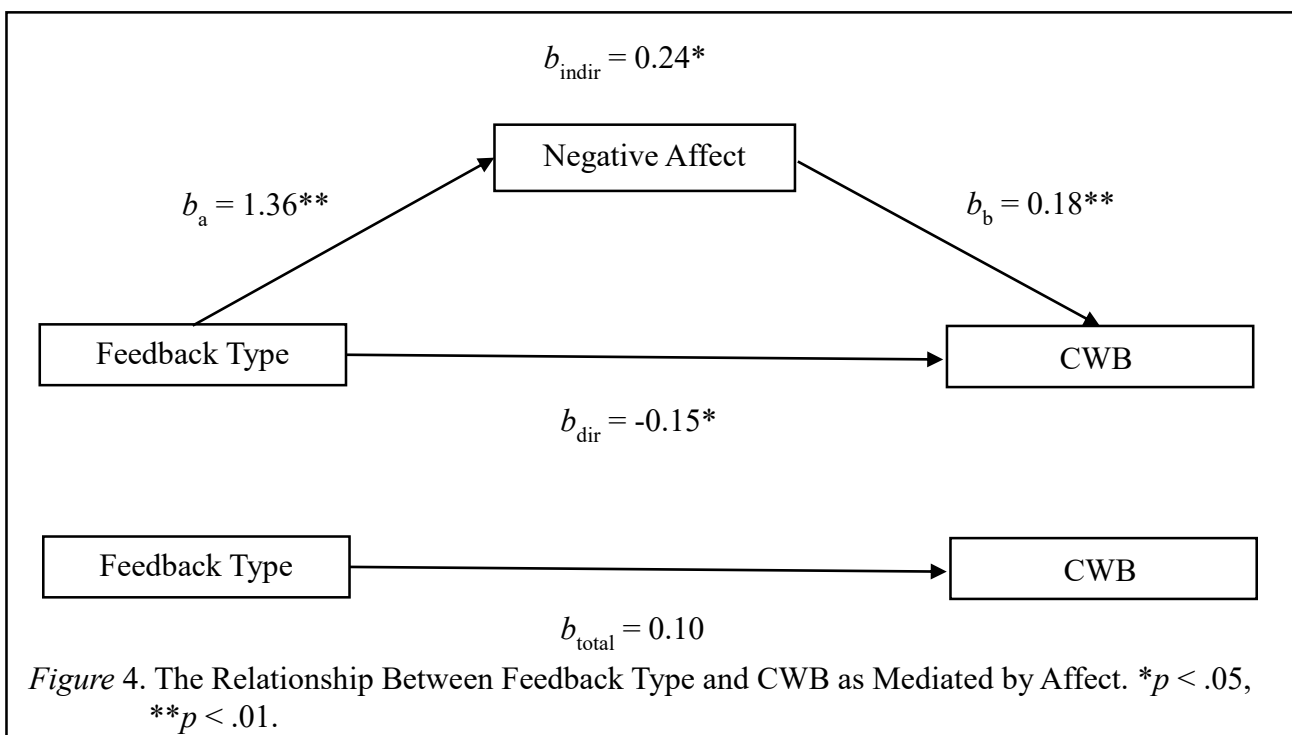 b_indir = 0.24*
Negative Affect
b_a = 1.36**
b_b = 0.18**
Feedback Type
CWB
b_dir = -0.15*
Feedback Type
CWB
b_total = 0.10
Figure 4. The Relationship Between Feedback Type and CWB as Mediated by Affect. *p < .05,
**p < .01.